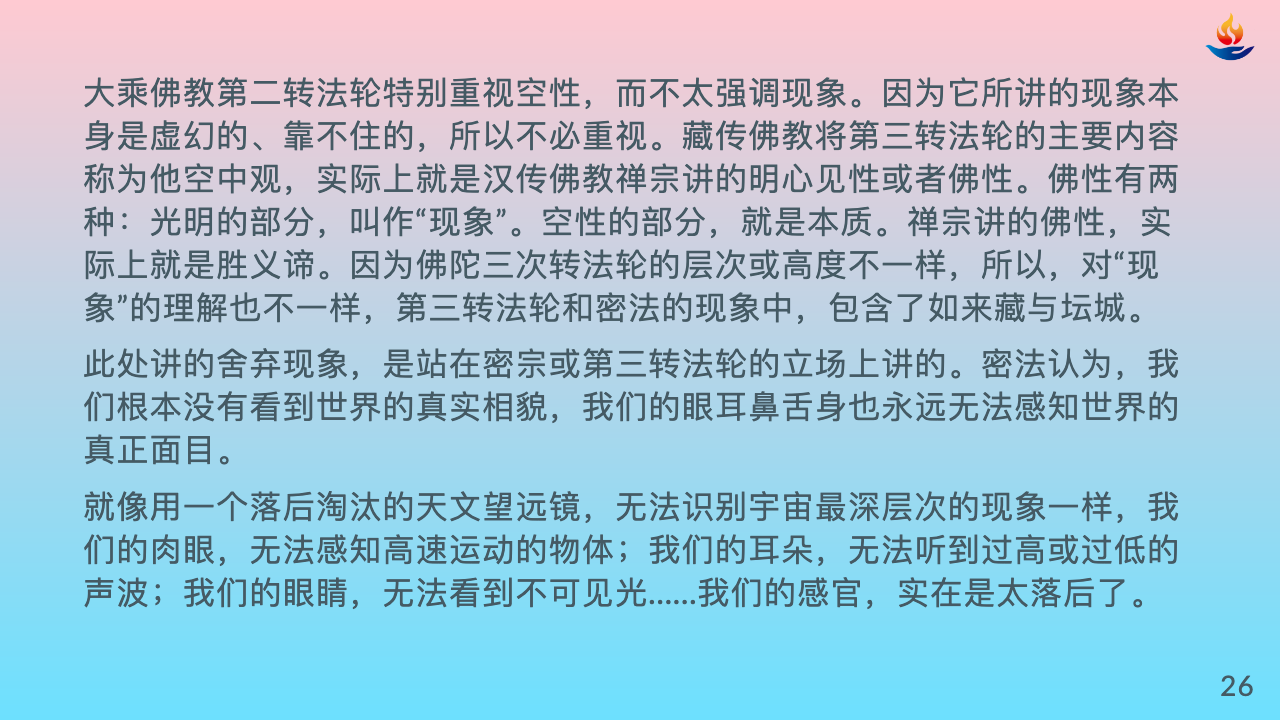 大乘佛教第二转法轮特别重视空性，而不太强调现象。因为它所讲的现象本
身是虚幻的、靠不住的，所以不必重视。藏传佛教将第三转法轮的主要内容
称为他空中观，实际上就是汉传佛教禅宗讲的明心见性或者佛性。佛性有两
种：光明的部分，叫作“现象”。空性的部分，就是本质。禅宗讲的佛性，实
际上就是胜义谛。因为佛陀三次转法轮的层次或高度不一样，所以，对“现
象”的理解也不一样，第三转法轮和密法的现象中，包含了如来藏与坛城。
此处讲的舍弃现象，是站在密宗或第三转法轮的立场上讲的。密法认为，我
们根本没有看到世界的真实相貌，我们的眼耳鼻舌身也永远无法感知世界的
真正面目。
就像用一个落后淘汰的天文望远镜，无法识别宇宙最深层次的现象一样，我
们的肉眼，无法感知高速运动的物体；我们的耳朵，无法听到过高或过低的
声波；我们的眼睛，无法看到不可见光......我们的感官，实在是太落后了。
26